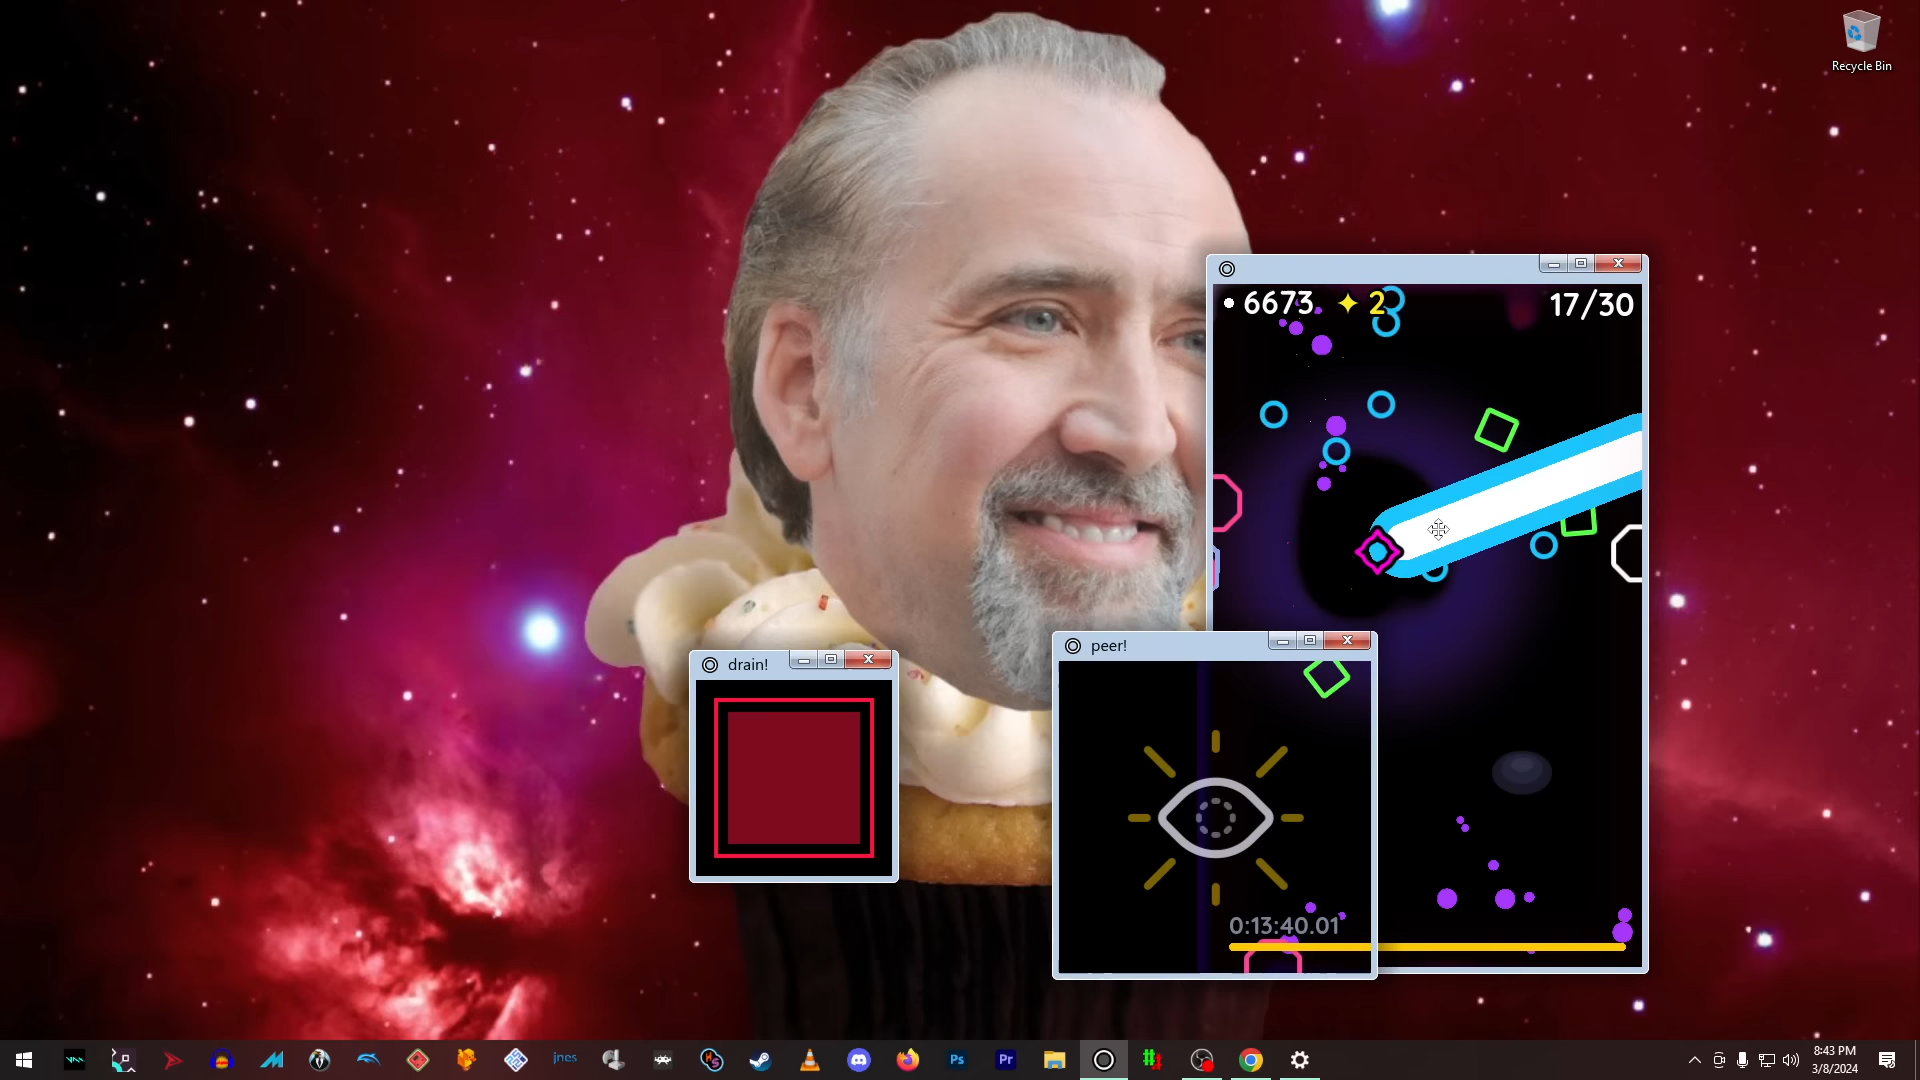 Recycle Bin
6673 2
17/30
drain!
peer!
0:13:40.01
jnes
Ps
Pr
8:43 PM
3/8/2024